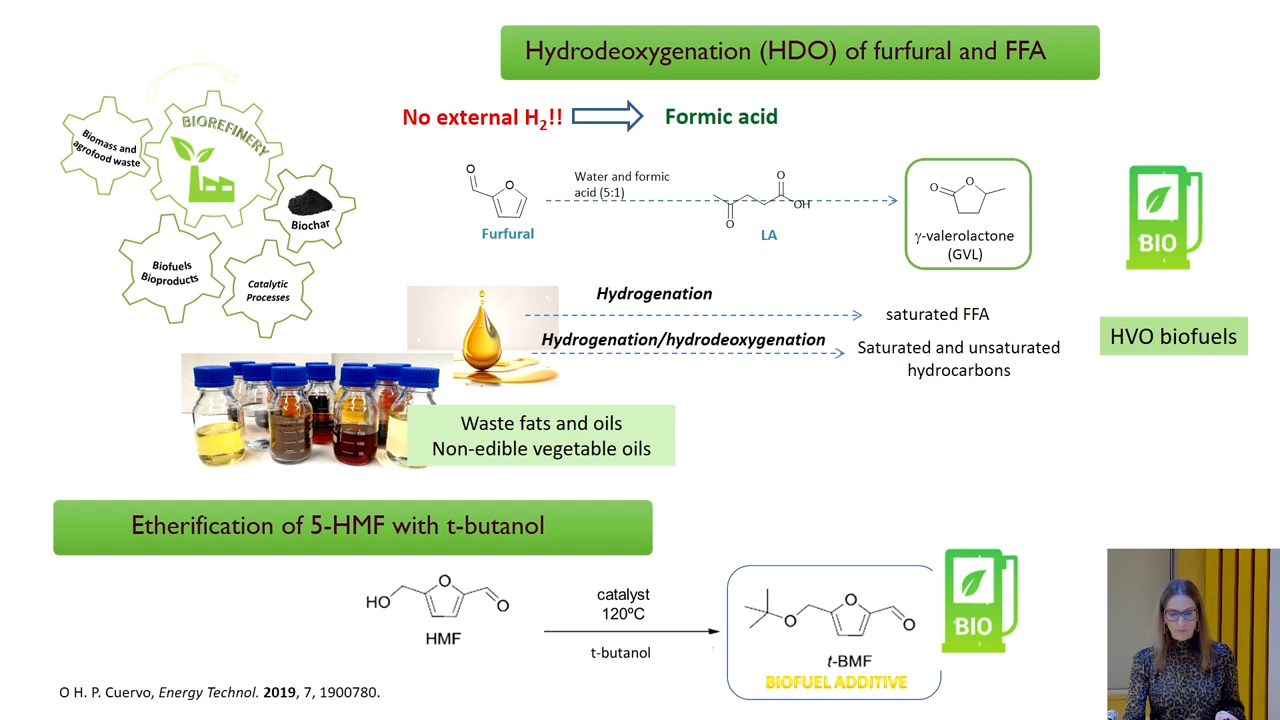 Hydrodeoxygenation (HDO) of furfural and FFA
BIOREFINERY
Biomass and
agrofood waste
Biochar
Biofuels
Bioproducts
Catalytic
Processes
No external H₂!!
Formic acid
O
O
Furfural
Water and formic
acid (5:1)
O
OH
O
LA
O
O
γ-valerolactone
(GVL)
BIO
Hydrogenation
saturated FFA
Hydrogenation/hydrodeoxygenation
Saturated and unsaturated
hydrocarbons
HVO biofuels
Waste fats and oils
Non-edible vegetable oils
Etherification of 5-HMF with t-butanol
HO
O
O
HMF
catalyst
120ºC
t-butanol
O
O
O
t-BMF
BIOFUEL ADDITIVE
BIO
O H. P. Cuervo, Energy Technol. 2019, 7, 1900780.